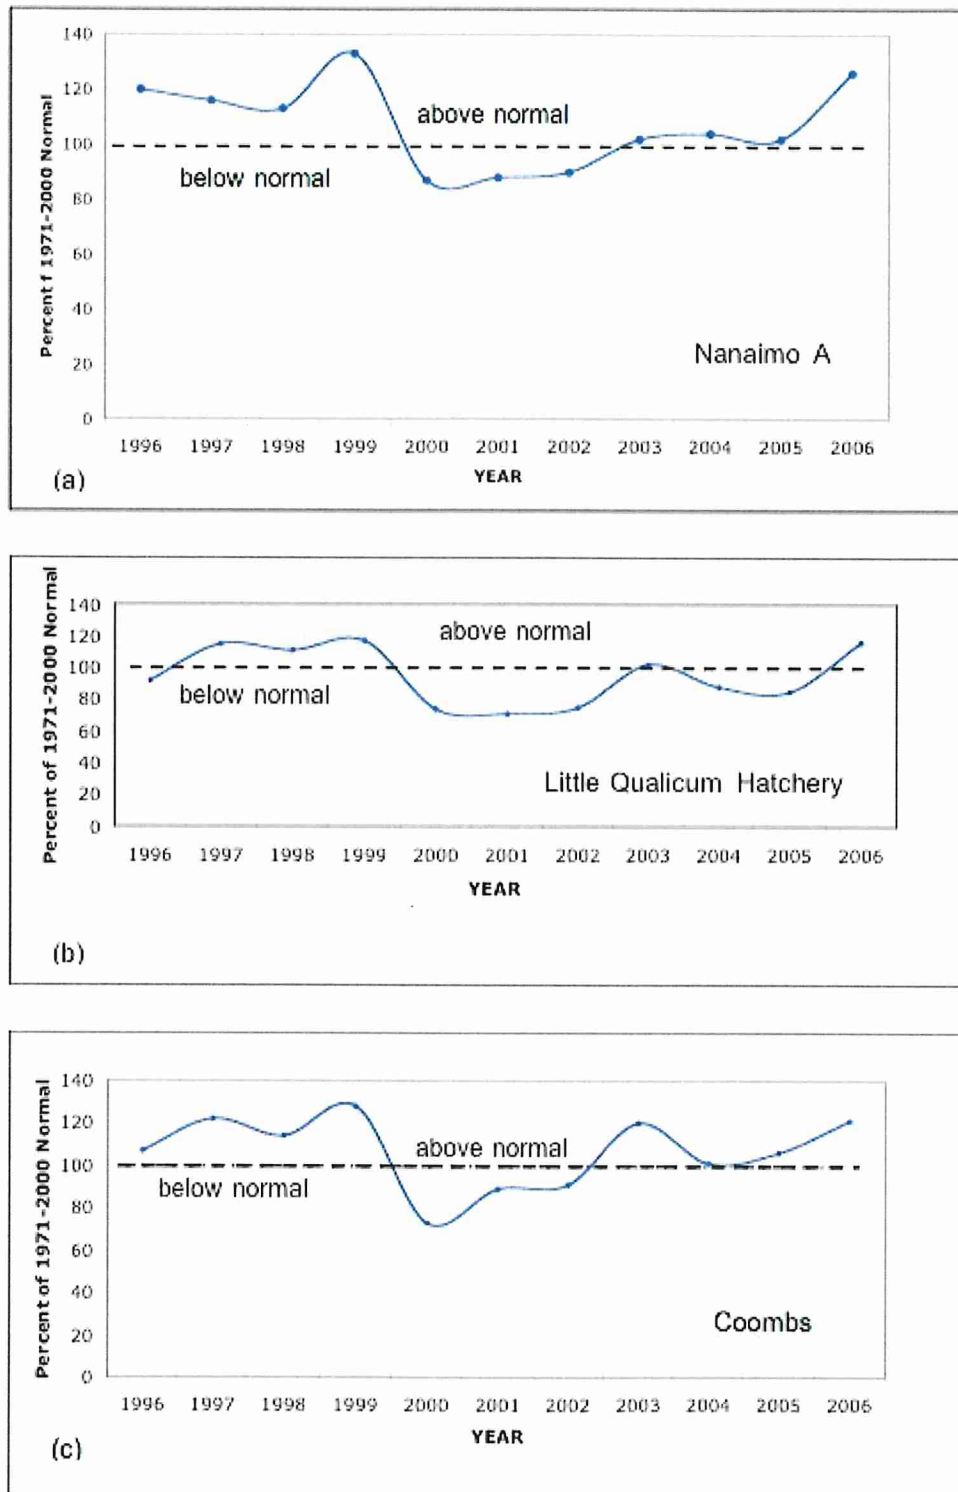 Percent f 1971-2000 Normal
140
120
100
80
60
40
20
0
above normal
below normal
Nanaimo A
1996 1997 1998 1999 2000 2001 2002 2003 2004 2005 2006
YEAR
(a)
Percent of 1971-2000 Normal
140
120
100
80
60
40
20
0
above normal
below normal
Little Qualicum Hatchery
1996 1997 1998 1999 2000 2001 2002 2003 2004 2005 2006
YEAR
(b)
Percent of 1971-2000 Normal
140
120
100
80
60
40
20
0
above normal
below normal
Coombs
1996 1997 1998 1999 2000 2001 2002 2003 2004 2005 2006
YEAR
(c)